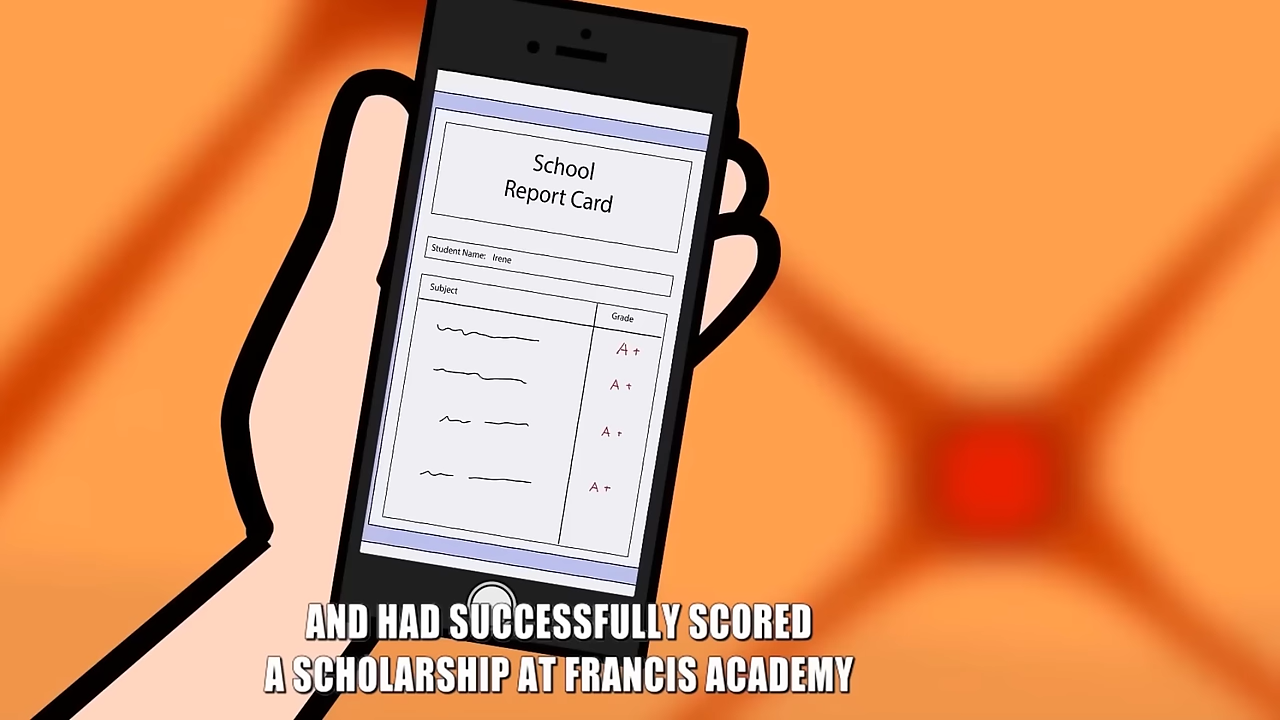 School
Report Card
Student Name: Irene
Subject Grade
A+
A+
A+
A+
AND HAD SUCCESSFULLY SCORED
A SCHOLARSHIP AT FRANCIS ACADEMY